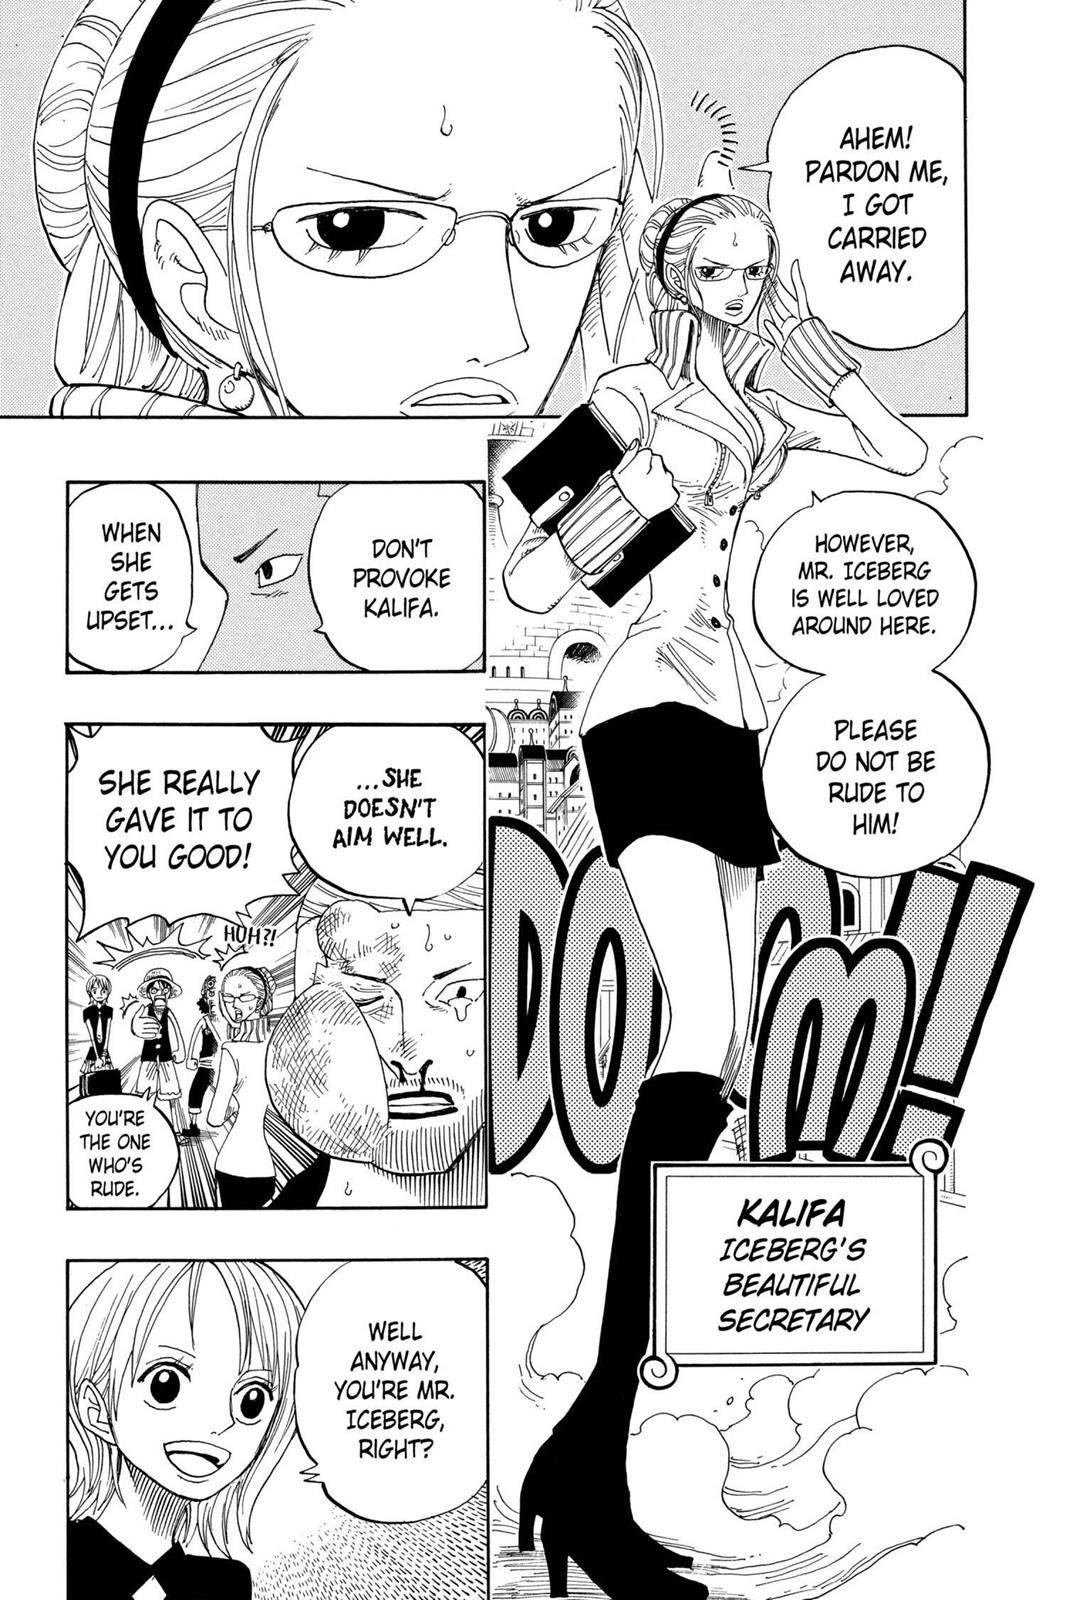 AHEM!
PARDON ME,
I GOT
CARRIED
AWAY.
HOWEVER,
MR. ICEBERG
IS WELL LOVED
AROUND HERE.
PLEASE
DO NOT BE
RUDE TO
HIM!
DOOM!!
KALIFA
ICEBERG'S
BEAUTIFUL
SECRETARY
DON'T
PROVOKE
KALIFA.
WHEN
SHE
GETS
UPSET...
...SHE
DOESN'T
AIM WELL.
SHE REALLY
GAVE IT TO
YOU GOOD!
HUH?!
YOU'RE
THE ONE
WHO'S
RUDE.
WELL
ANYWAY,
YOU'RE MR.
ICEBERG,
RIGHT?